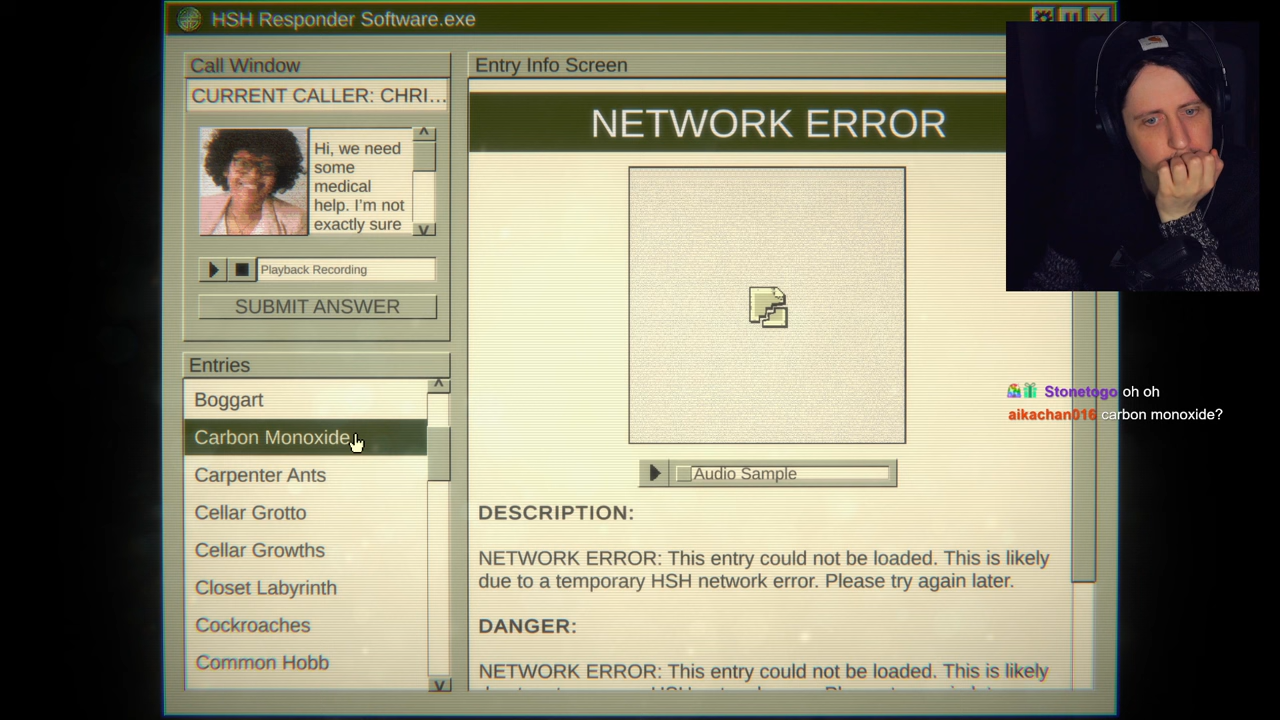 HSH Responder Software.exe
Call Window
CURRENT CALLER: CHRI...
Hi, we need
some
medical
help. I'm not
exactly sure
Playback Recording
SUBMIT ANSWER
Entries
Boggart
Carbon Monoxide
Carpenter Ants
Cellar Grotto
Cellar Growths
Closet Labyrinth
Cockroaches
Common Hobb
Entry Info Screen
NETWORK ERROR
Audio Sample
DESCRIPTION:
NETWORK ERROR: This entry could not be loaded. This is likely
due to a temporary HSH network error. Please try again later.
DANGER:
NETWORK ERROR: This entry could not be loaded. This is likely
Stonetogo oh oh
aikachan016 carbon monoxide?